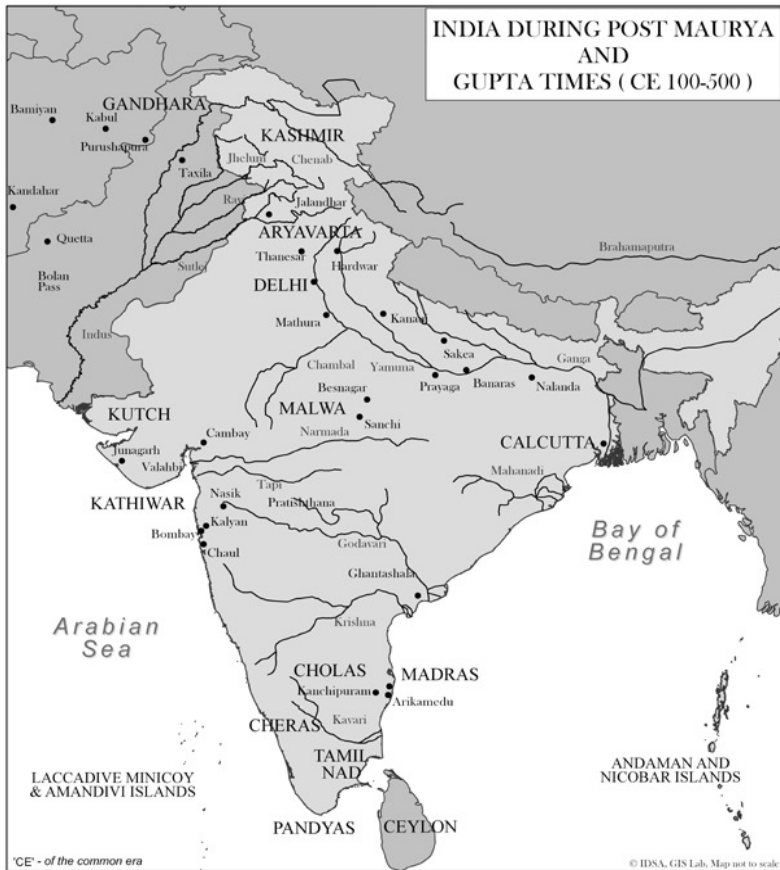 INDIA DURING POST MAURYA
AND
GUPTA TIMES ( CE 100-500 )
GANDHARA
Bamiyan
Kabul
Purushapura
KASHMIR
Jhelum
Chenab
Taxila
Kandahar
Ravi
Jalandhar
ARYAVARTA
Quetta
Thanesar
Hardwar
Brahamaputra
Bolan
Pass
Sutlej
DELHI
Indus
Mathura
Kanauj
Sakea
Chambal
Yamuna
Ganga
Besnagar
Prayaga
Banaras
Nalanda
KUTCH
MALWA
Sanchi
Cambay
Narmada
CALCUTTA
Junagarh
Valahbi
Mahanadi
Tapi
KATHIWAR
Nasik
Pratishthana
Kalyan
Bombay
Godavari
Chaul
Bay of
Bengal
Ghantashala
Arabian
Sea
Krishna
CHOLAS
MADRAS
Kanchipuram
Arikamedu
CHERAS
Kavari
TAMIL
NAD
LACCADIVE MINICOY
& AMANDIVI ISLANDS
ANDAMAN AND
NICOBAR ISLANDS
PANDYAS
CEYLON
'CE' - of the common era
© IDSA, GIS Lab, Map not to scale